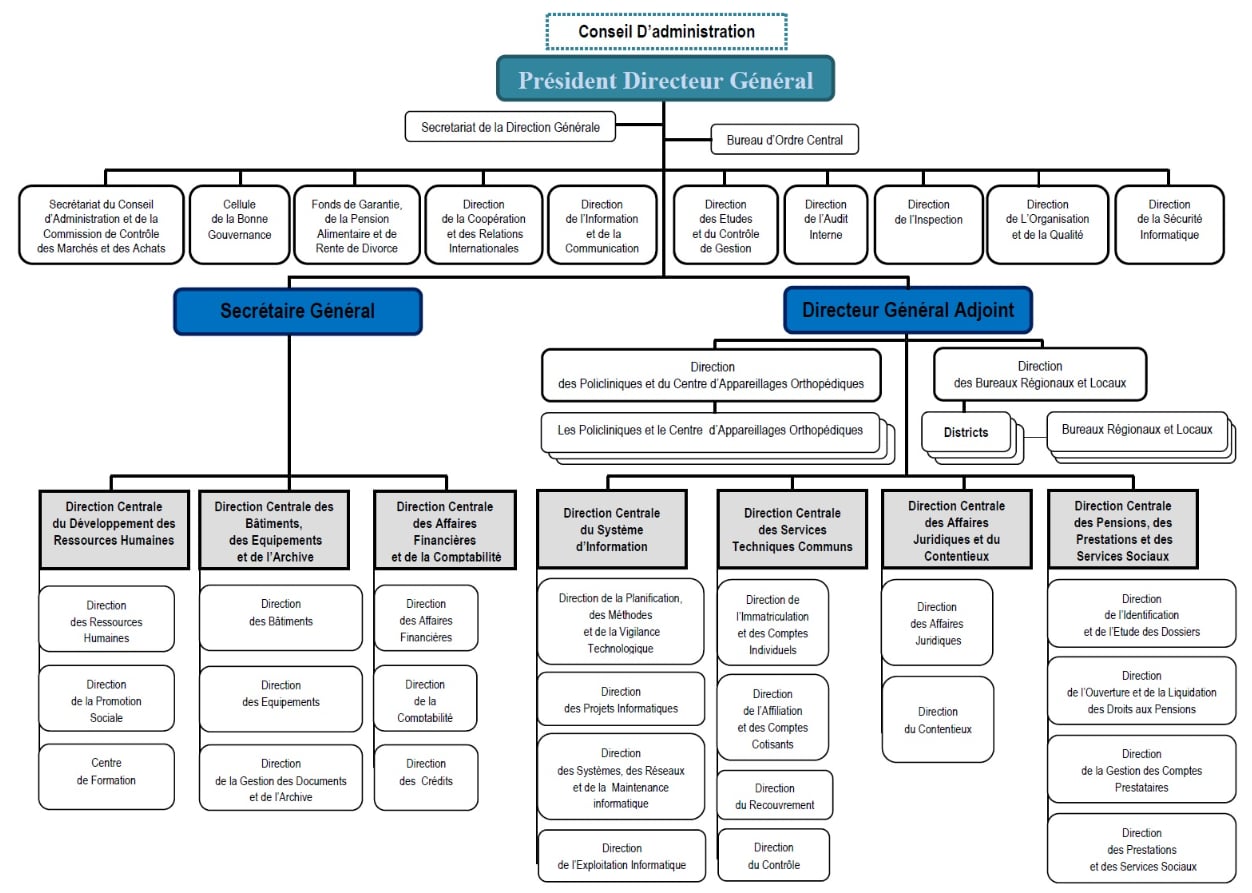 Conseil D'administration
Président Directeur Général
Secretariat de la Direction Générale
Bureau d'Ordre Central
Secrétariat du Conseil
d'Administration et de la
Commission de Contrôle
des Marchés et des Achats
Cellule
de la Bonne
Gouvernance
Fonds de Garantie,
de la Pension
Alimentaire et de
Rente de Divorce
Direction
de la Coopération
et des Relations
Internationales
Direction
de l'Information
et de la
Communication
Direction
des Etudes
et du Contrôle
de Gestion
Direction
de l'Audit
Interne
Direction
de l'Inspection
Direction
de L'Organisation
et de la Qualité
Direction
de la Sécurité
Informatique
Secrétaire Général
Directeur Général Adjoint
Direction
des Policliniques et du Centre d'Appareillages Orthopédiques
Direction
des Bureaux Régionaux et Locaux
Les Policliniques et le Centre d'Appareillages Orthopédiques
Districts
Bureaux Régionaux et Locaux
Direction Centrale
du Développement des
Ressources Humaines
Direction Centrale des
Bâtiments,
des Equipements
et de l'Archive
Direction Centrale
des Affaires
Financières
et de la Comptabilité
Direction Centrale
du Système
d'Information
Direction Centrale
des Services
Techniques Communs
Direction Centrale
des Affaires
Juridiques et du
Contentieux
Direction Centrale
des Pensions, des
Prestations et des
Services Sociaux
Direction
des Ressources
Humaines
Direction
de la Promotion
Sociale
Centre
de Formation
Direction
des Bâtiments
Direction
des Equipements
Direction
de la Gestion des Documents
et de l'Archive
Direction
des Affaires
Financières
Direction
de la
Comptabilité
Direction
des Crédits
Direction de la Planification,
des Méthodes
et de la Vigilance
Technologique
Direction
des Projets Informatiques
Direction
des Systèmes, des Réseaux
et de la Maintenance
informatique
Direction
de l'Exploitation Informatique
Direction de
l'Immatriculation
et des Comptes
Individuels
Direction
de l'Affiliation
et des Comptes
Cotisants
Direction
du Recouvrement
Direction
du Contrôle
Direction
des Affaires
Juridiques
Direction
du Contentieux
Direction
de l'Identification
et de l'Etude des Dossiers
Direction
de l'Ouverture et de la Liquidation
des Droits aux Pensions
Direction
de la Gestion des Comptes
Prestataires
Direction
des Prestations
et des Services Sociaux